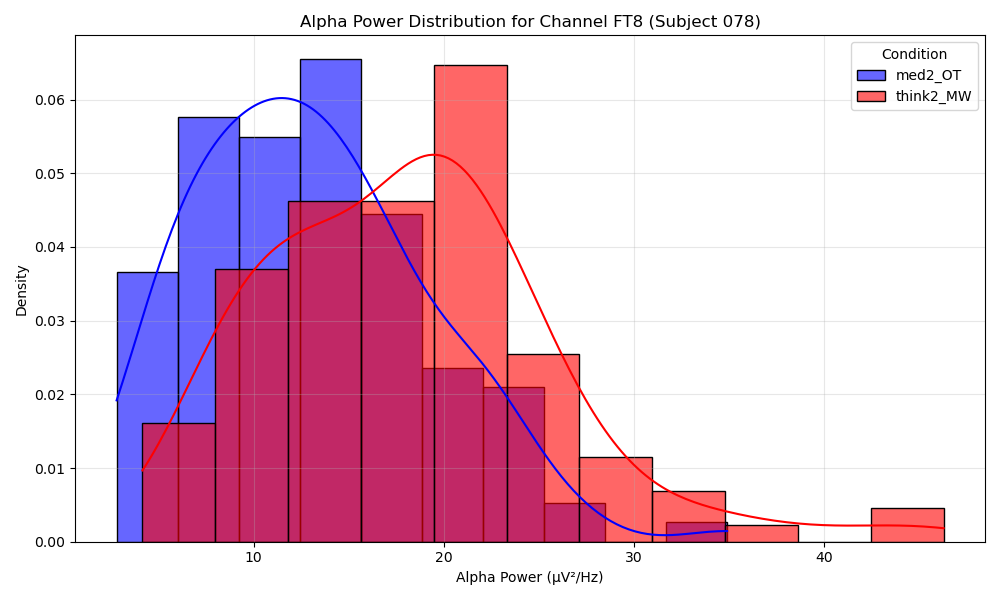 Alpha Power Distribution for Channel FT8 (Subject 078)
Condition
med2_OT
think2_MW
Density
0.06
0.05
0.04
0.03
0.02
0.01
0.00
10
20
30
40
Alpha Power (µV²/Hz)